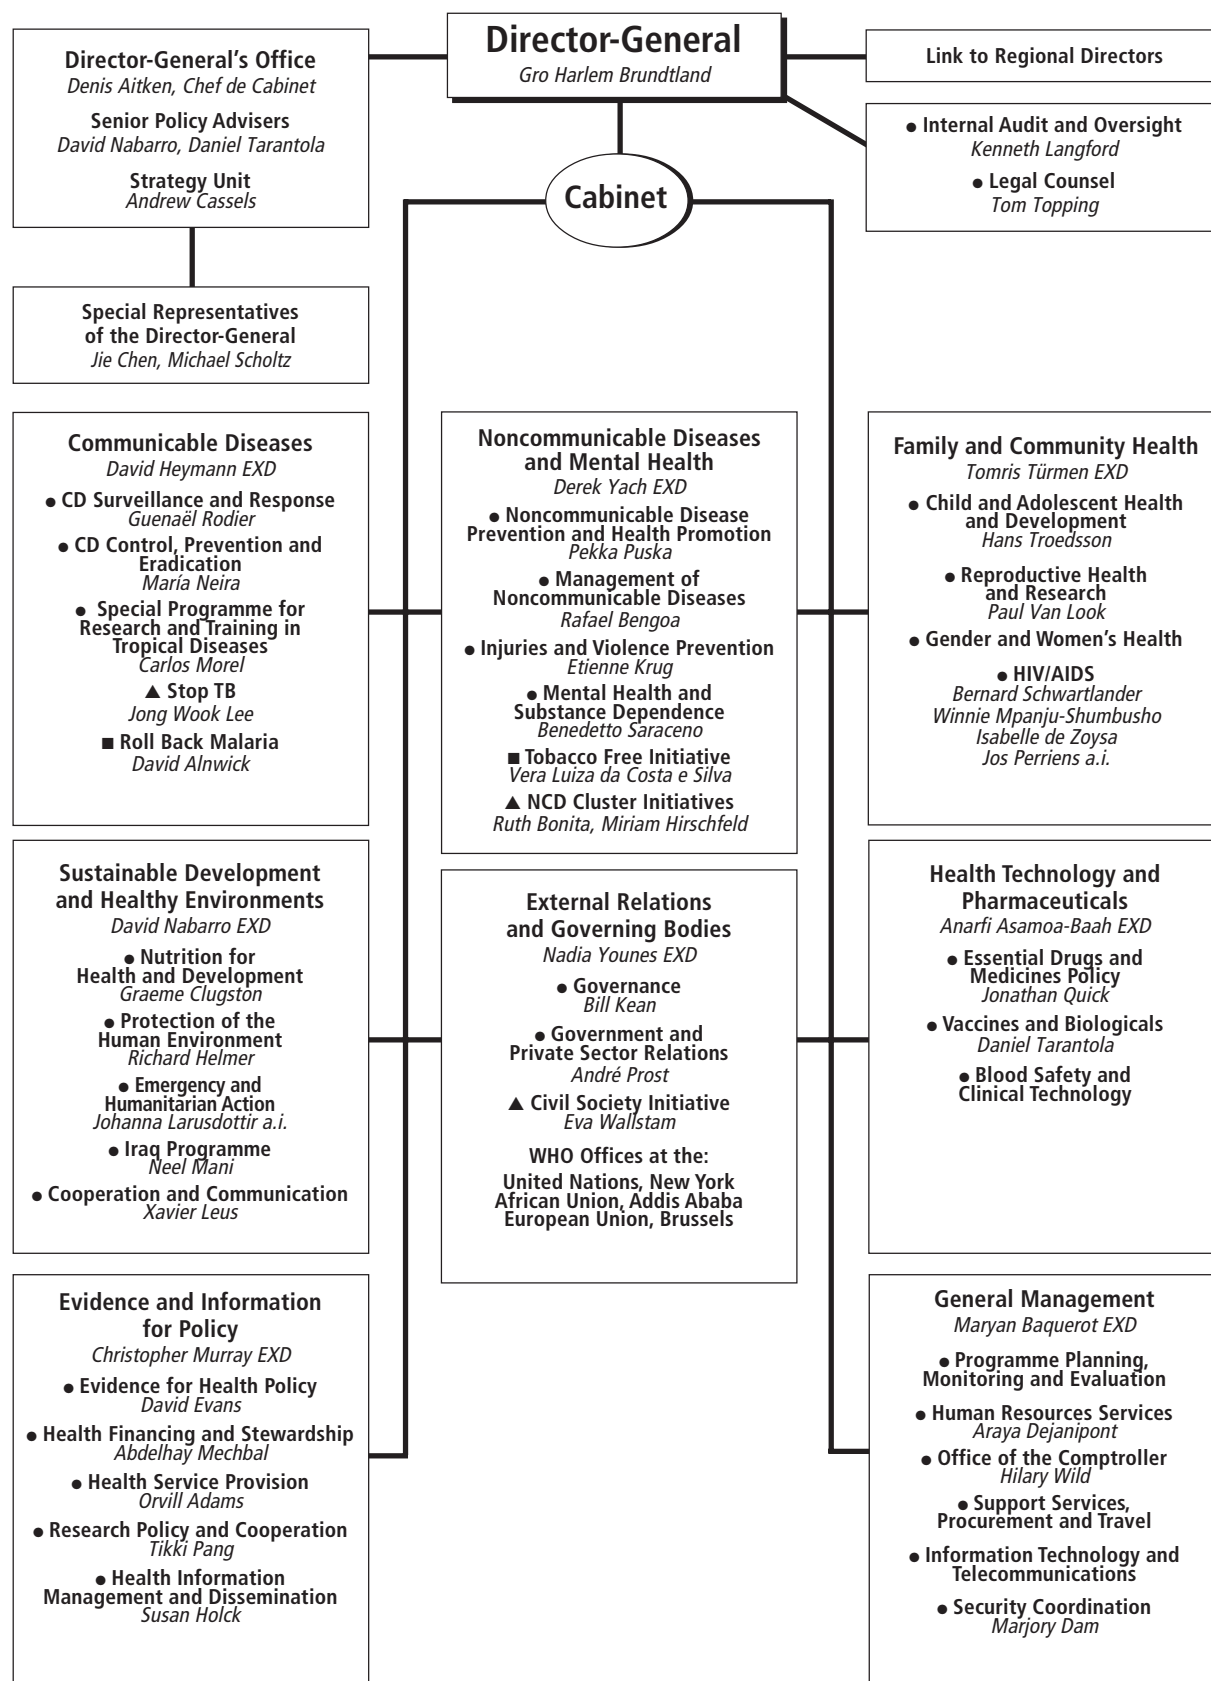 Director-General's Office
Denis Aitken, Chef de Cabinet
Senior Policy Advisers
David Nabarro, Daniel Tarantola
Strategy Unit
Andrew Cassels
Director-General
Gro Harlem Brundtland
Link to Regional Directors
● Internal Audit and Oversight
Kenneth Langford
● Legal Counsel
Tom Topping
Cabinet
Special Representatives
of the Director-General
Jie Chen, Michael Scholtz
Communicable Diseases
David Heymann EXD
● CD Surveillance and Response
Guenaël Rodier
● CD Control, Prevention and
Eradication
María Neira
● Special Programme for
Research and Training in
Tropical Diseases
Carlos Morel
▲ Stop TB
Jong Wook Lee
■ Roll Back Malaria
David Alnwick
Noncommunicable Diseases
and Mental Health
Derek Yach EXD
● Noncommunicable Disease
Prevention and Health Promotion
Pekka Puska
● Management of
Noncommunicable Diseases
Rafael Bengoa
● Injuries and Violence Prevention
Etienne Krug
● Mental Health and
Substance Dependence
Benedetto Saraceno
■ Tobacco Free Initiative
Vera Luiza da Costa e Silva
▲ NCD Cluster Initiatives
Ruth Bonita, Miriam Hirschfeld
Family and Community Health
Tomris Türmen EXD
● Child and Adolescent Health
and Development
Hans Troedsson
● Reproductive Health
and Research
Paul Van Look
● Gender and Women's Health
● HIV/AIDS
Bernard Schwartlander
Winnie Mpanju-Shumbusho
Isabelle de Zoysa
Jos Perriens a.i.
Sustainable Development
and Healthy Environments
David Nabarro EXD
● Nutrition for
Health and Development
Graeme Clugston
● Protection of the
Human Environment
Richard Helmer
● Emergency and
Humanitarian Action
Johanna Larusdottir a.i.
● Iraq Programme
Neel Mani
● Cooperation and Communication
Xavier Leus
External Relations
and Governing Bodies
Nadia Younes EXD
● Governance
Bill Kean
● Government and
Private Sector Relations
André Prost
▲ Civil Society Initiative
Eva Wallstam
WHO Offices at the:
United Nations, New York
African Union, Addis Ababa
European Union, Brussels
Health Technology and
Pharmaceuticals
Anarfi Asamoa-Baah EXD
● Essential Drugs and
Medicines Policy
Jonathan Quick
● Vaccines and Biologicals
Daniel Tarantola
● Blood Safety and
Clinical Technology
Evidence and Information
for Policy
Christopher Murray EXD
● Evidence for Health Policy
David Evans
● Health Financing and Stewardship
Abdelhay Mechbal
● Health Service Provision
Orvill Adams
● Research Policy and Cooperation
Tikki Pang
● Health Information
Management and Dissemination
Susan Holck
General Management
Maryan Baquerot EXD
● Programme Planning,
Monitoring and Evaluation
● Human Resources Services
Araya Dejanipont
● Office of the Comptroller
Hilary Wild
● Support Services,
Procurement and Travel
● Information Technology and
Telecommunications
● Security Coordination
Marjory Dam